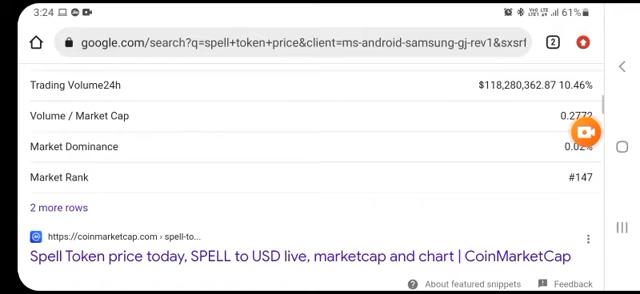 3:24 61%
google.com/search?q=spell+token+price&client=ms-android-samsung-gj-rev1&sxsrf 2
Trading Volume24h $118,280,362.87 10.46%
Volume / Market Cap 0.2772
Market Dominance 0.02%
Market Rank #147
2 more rows
https://coinmarketcap.com › spell-to...
Spell Token price today, SPELL to USD live, marketcap and chart | CoinMarketCap
About featured snippets Feedback